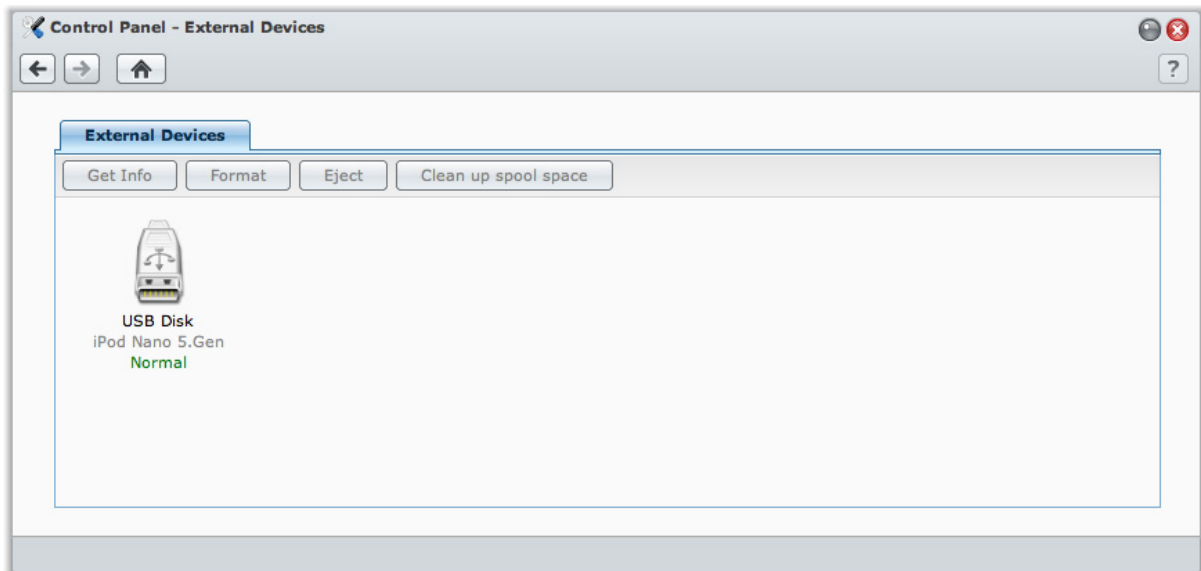 Control Panel - External Devices
?
External Devices
Get Info Format Eject Clean up spool space
USB Disk
iPod Nano 5.Gen
Normal